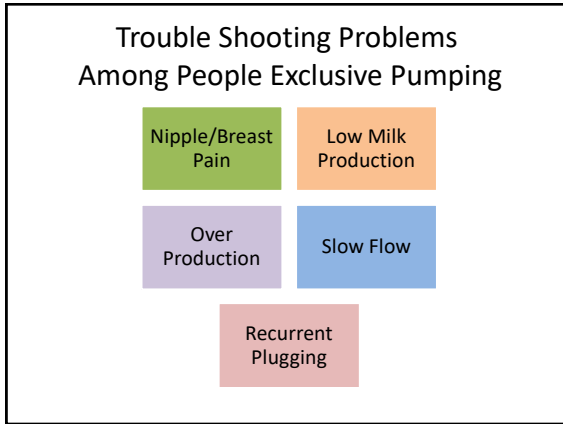 Trouble Shooting Problems
Among People Exclusive Pumping
Nipple/Breast
Pain
Low Milk
Production
Over
Production
Slow Flow
Recurrent
Plugging